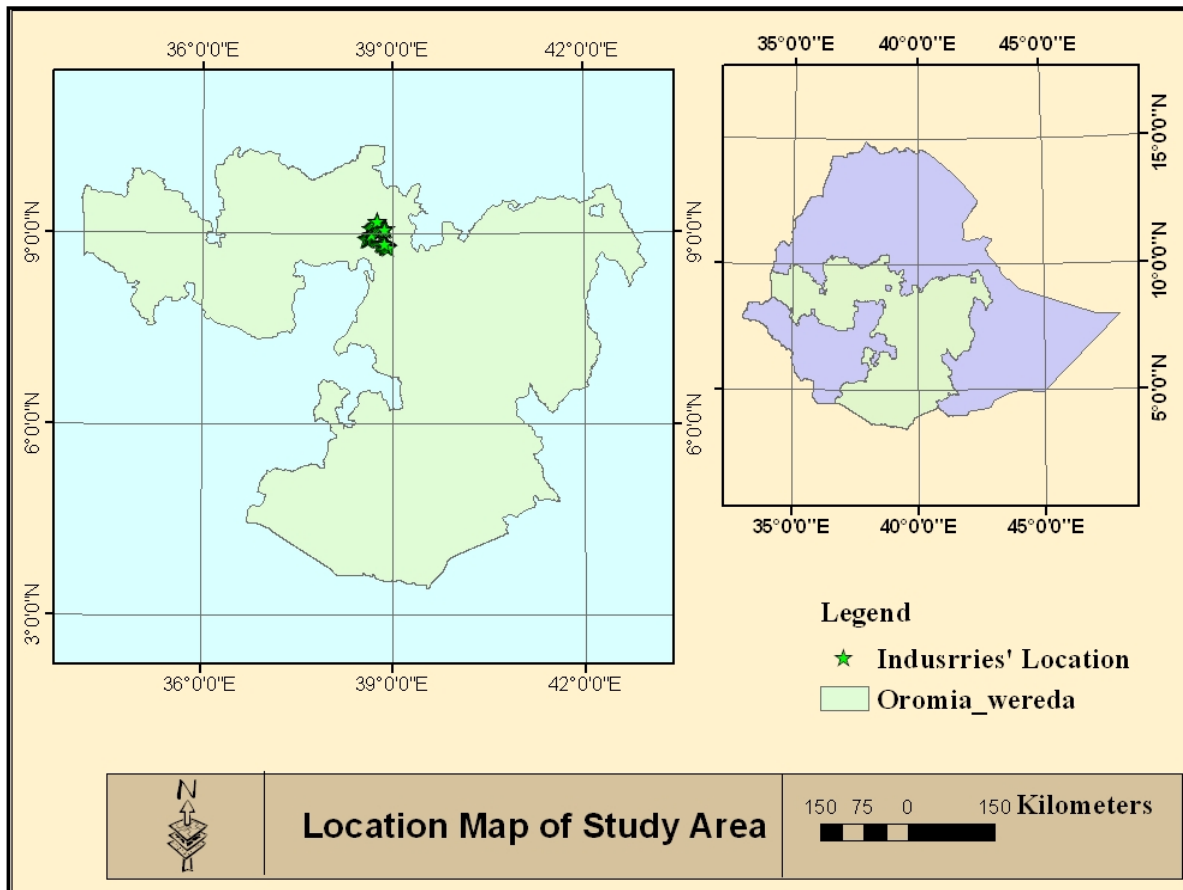 36°0'0"E 39°0'0"E 42°0'0"E
9°0'0"N 9°0'0"N
6°0'0"N 6°0'0"N
3°0'0"N
36°0'0"E 39°0'0"E 42°0'0"E
35°0'0"E 40°0'0"E 45°0'0"E
15°0'0"N
10°0'0"N
5°0'0"N
35°0'0"E 40°0'0"E 45°0'0"E
Legend
Indusrries' Location
Oromia_wereda
N
Location Map of Study Area
150 75 0 150 Kilometers